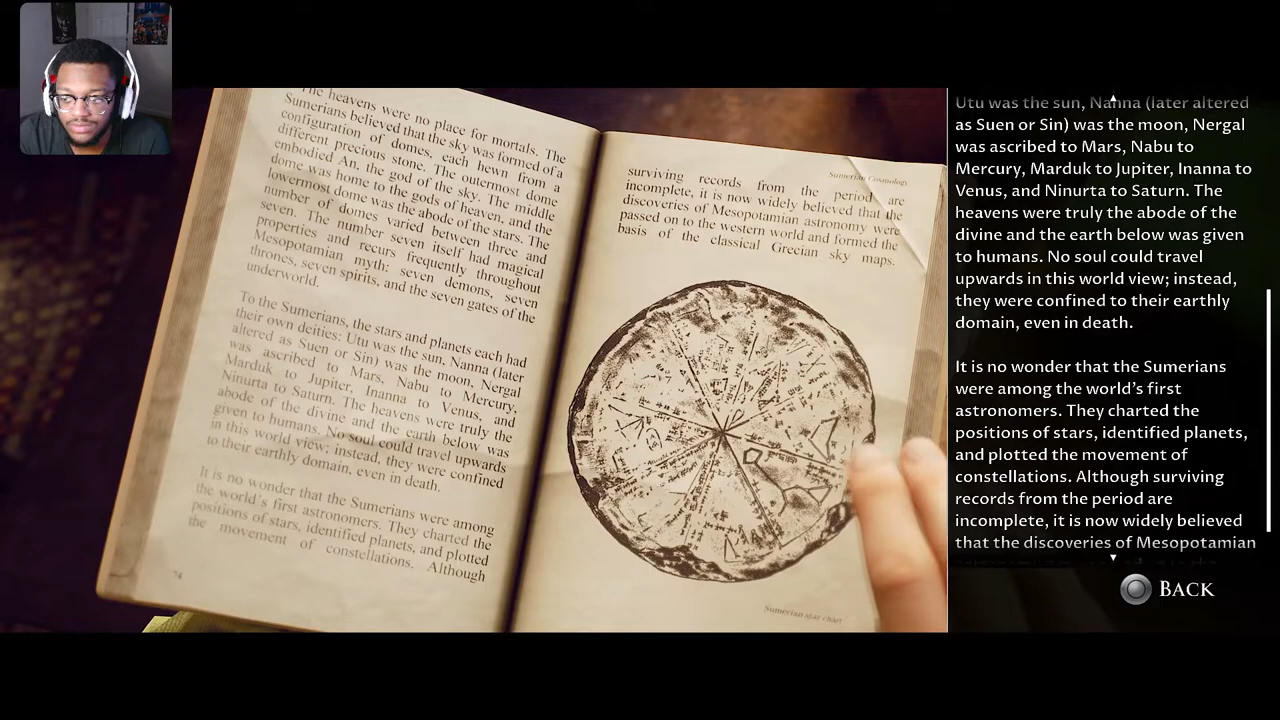 The heavens were no place for mortals. The
Sumerians believed that the sky was formed of a
configuration of domes, each hewn from a
different precious stone. The outermost dome
embodied An, the god of the sky. The middle
dome was home to the gods of heaven, and the
lowermost dome was the abode of the stars. The
number of domes varied between three and
seven. The number seven itself had magical
properties and recurs frequently throughout
Mesopotamian myth: seven demons, seven
thrones, seven spirits, and the seven gates of the
underworld.
To the Sumerians, the stars and planets each had
their own deities: Utu was the sun, Nanna (later
altered as Suen or Sin) was the moon, Nergal
was ascribed to Mars, Nabu to Mercury,
Marduk to Jupiter, Inanna to Venus, and
Ninurta to Saturn. The heavens were truly the
abode of the divine and the earth below was
given to humans. No soul could travel upwards
in this world view; instead, they were confined
to their earthly domain, even in death.
It is no wonder that the Sumerians were among
the world's first astronomers. They charted the
positions of stars, identified planets, and plotted
the movement of constellations. Although
74
Sumerian Cosmology
surviving records from the period are
incomplete, it is now widely believed that the
discoveries of Mesopotamian astronomy were
passed on to the western world and formed the
basis of the classical Grecian sky maps.
Sumerian star chart
Utu was the sun, Nanna (later altered
as Suen or Sin) was the moon, Nergal
was ascribed to Mars, Nabu to
Mercury, Marduk to Jupiter, Inanna to
Venus, and Ninurta to Saturn. The
heavens were truly the abode of the
divine and the earth below was given
to humans. No soul could travel
upwards in this world view; instead,
they were confined to their earthly
domain, even in death.
It is no wonder that the Sumerians
were among the world's first
astronomers. They charted the
positions of stars, identified planets,
and plotted the movement of
constellations. Although surviving
records from the period are
incomplete, it is now widely believed
that the discoveries of Mesopotamian
BACK